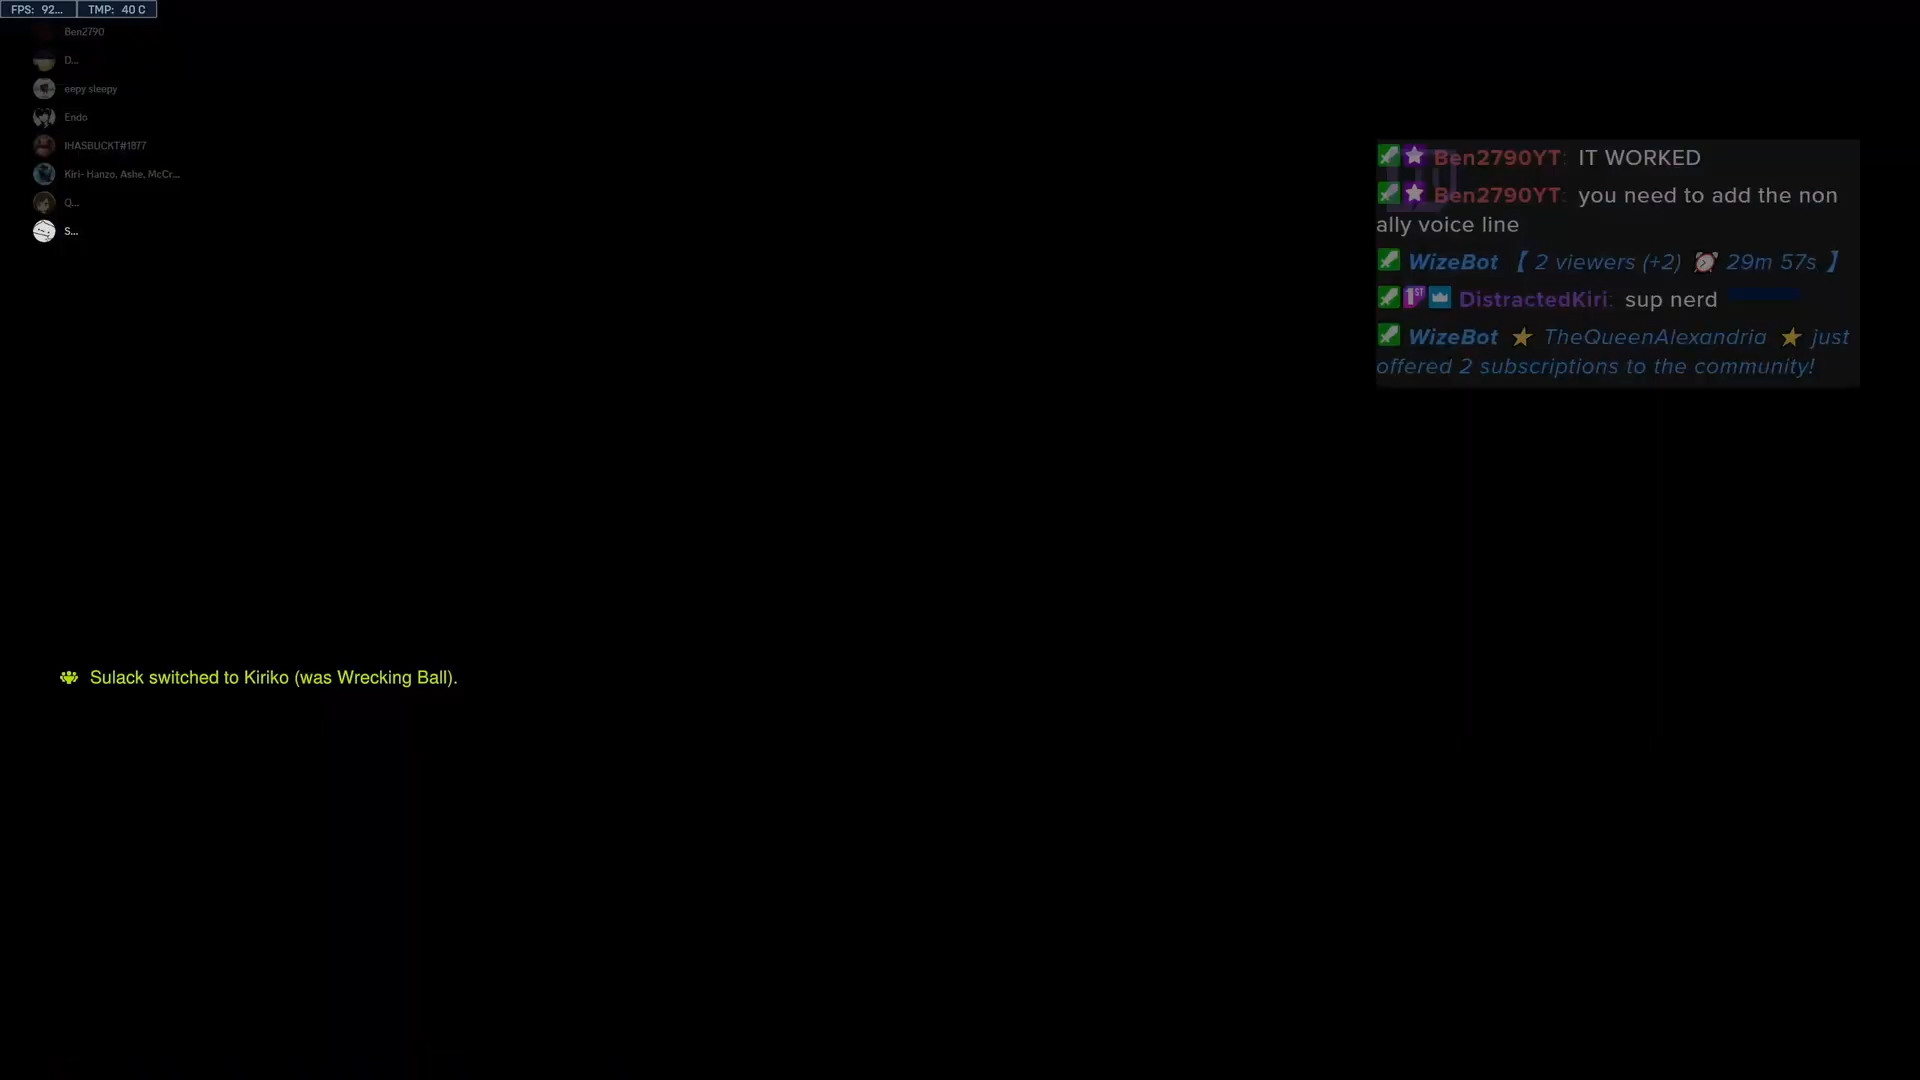 FPS: 92... TMP: 40 C
Ben2790
D...
eepy sleepy
Endo
IHASBUCKT#1877
Kiri- Hanzo, Ashe, McCr...
Q...
S...
Ben2790YT: IT WORKED
Ben2790YT: you need to add the non
ally voice line
WizeBot 【 2 viewers (+2) ⏰ 29m 57s 】
1ST DistractedKiri: sup nerd
WizeBot ⭐ TheQueenAlexandria ⭐ just
offered 2 subscriptions to the community!
Sulack switched to Kiriko (was Wrecking Ball).